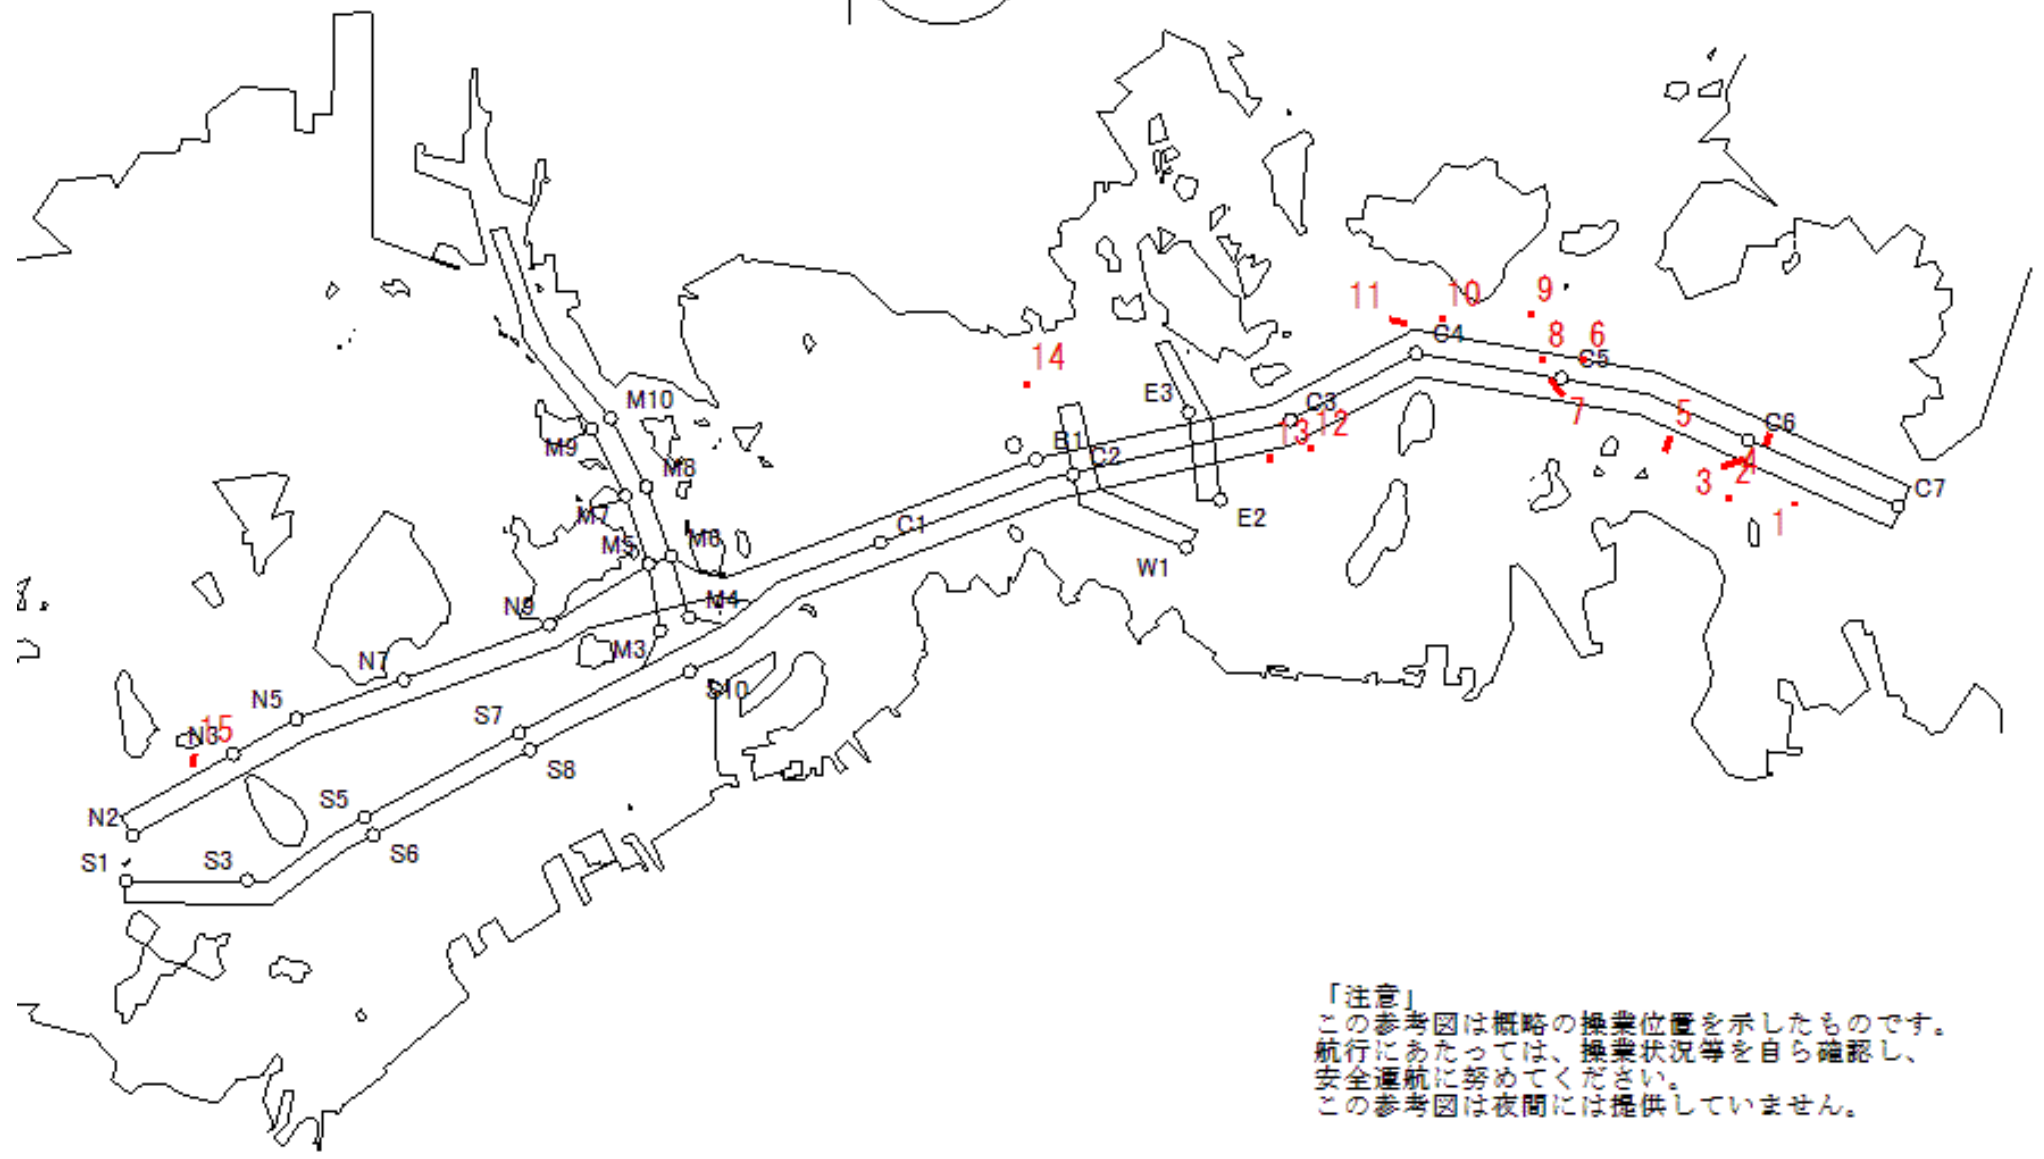 11
10
9
C4
8
6
C5
14
M10
E3
C3
7
5
C6
13
12
M9
B1
M8
C2
4
2
3
C7
1
M7
E2
M5
M6
C1
W1
N9
M4
M3
N7
S10
N5
N3
15
S7
S8
S5
N2
S6
S1
S3
「注意」
この参考図は概略の操業位置を示したものです。
航行にあたっては、操業状況等を自ら確認し、
安全運航に努めてください。
この参考図は夜間には提供していません。